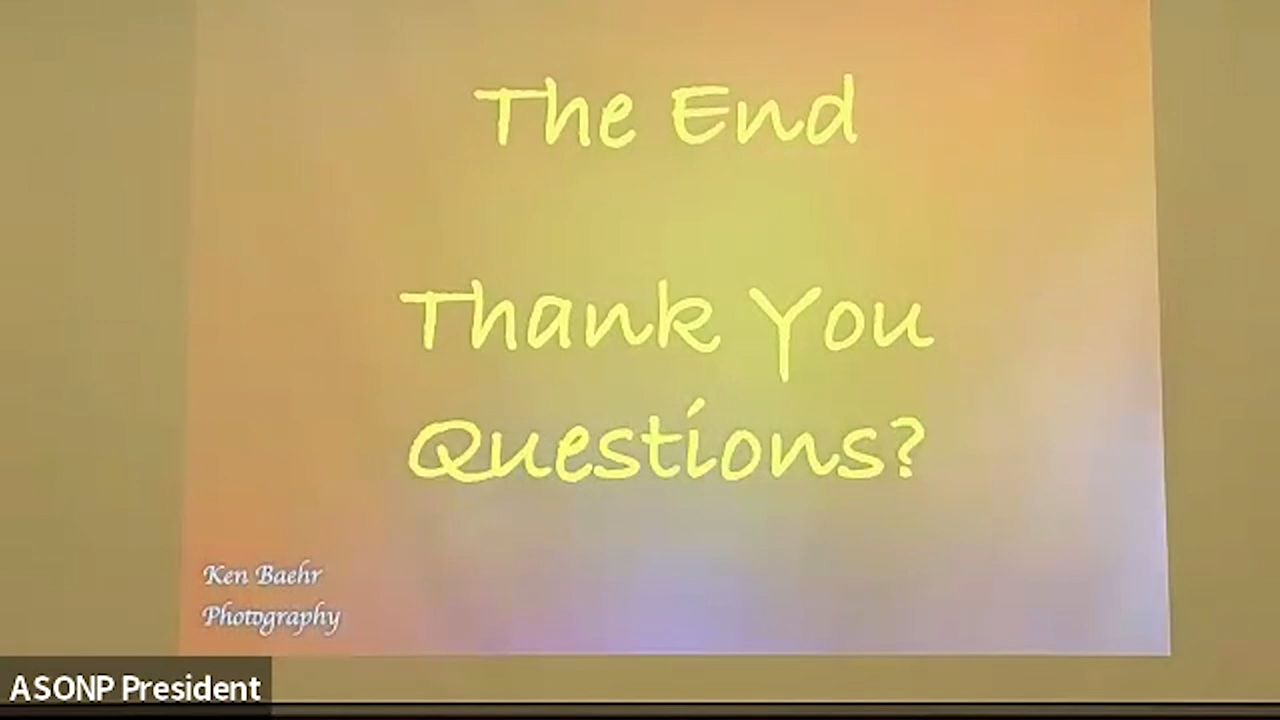 The End
Thank You
Questions?
Ken Baehr
Photography
ASONP President